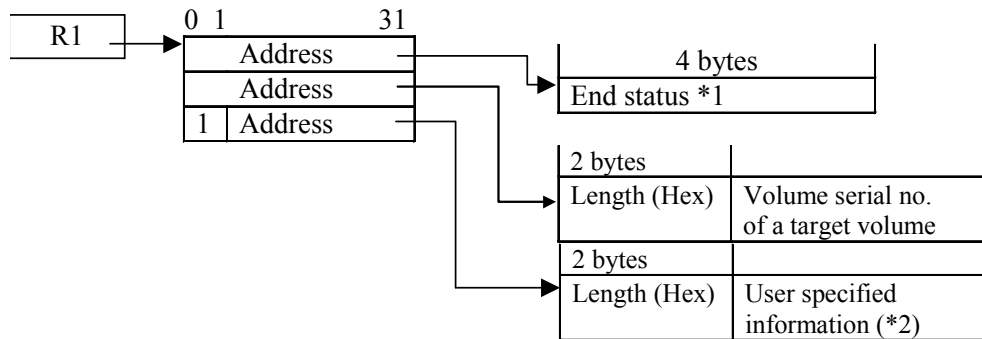 R1
0 1 31
Address
Address
1 Address
4 bytes
End status *1
2 bytes
Length (Hex) Volume serial no.
of a target volume
2 bytes
Length (Hex) User specified
information (*2)